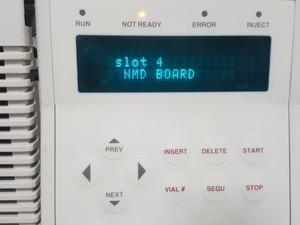 RUN NOT READY ERROR INJECT
slot 4
NMD BOARD
PREV INSERT DELETE START
NEXT VIAL # SEQU STOP